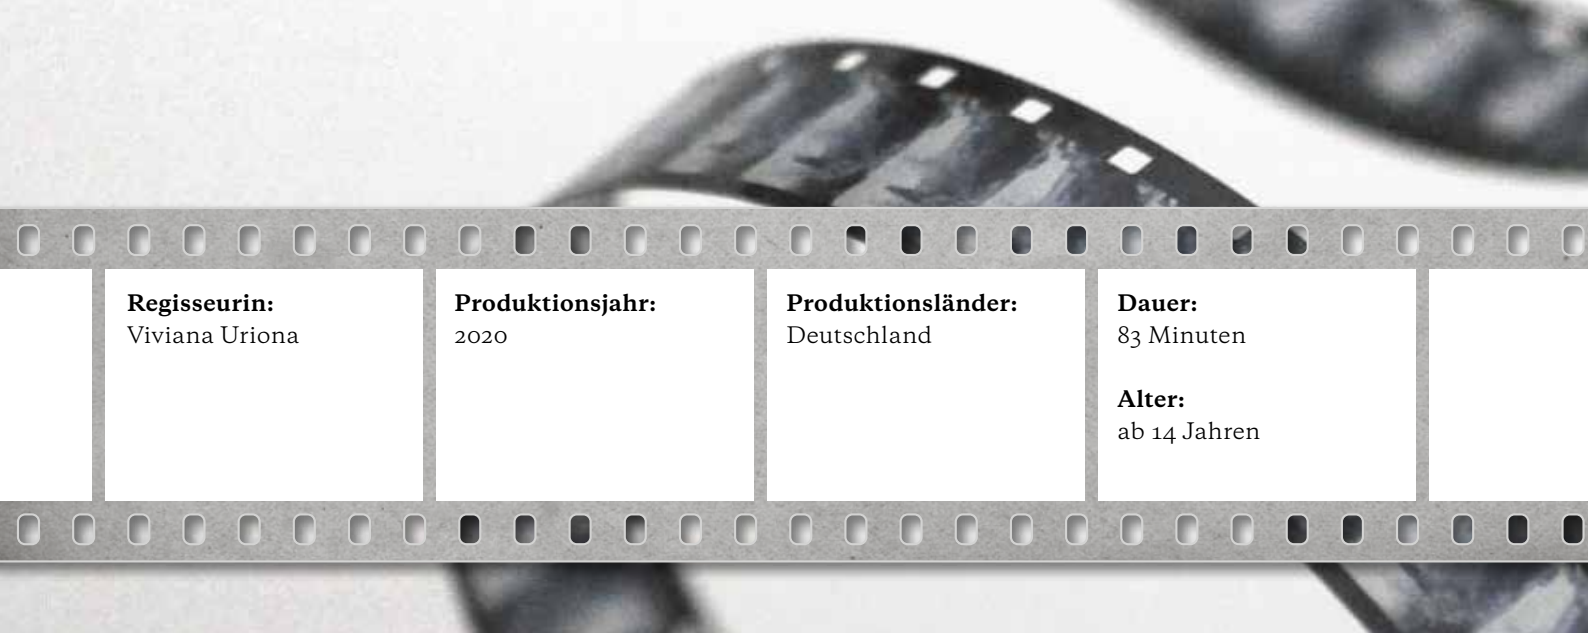 Regisseurin:
Viviana Uriona
Produktionsjahr:
2020
Produktionsländer:
Deutschland
Dauer:
83 Minuten
Alter:
ab 14 Jahren